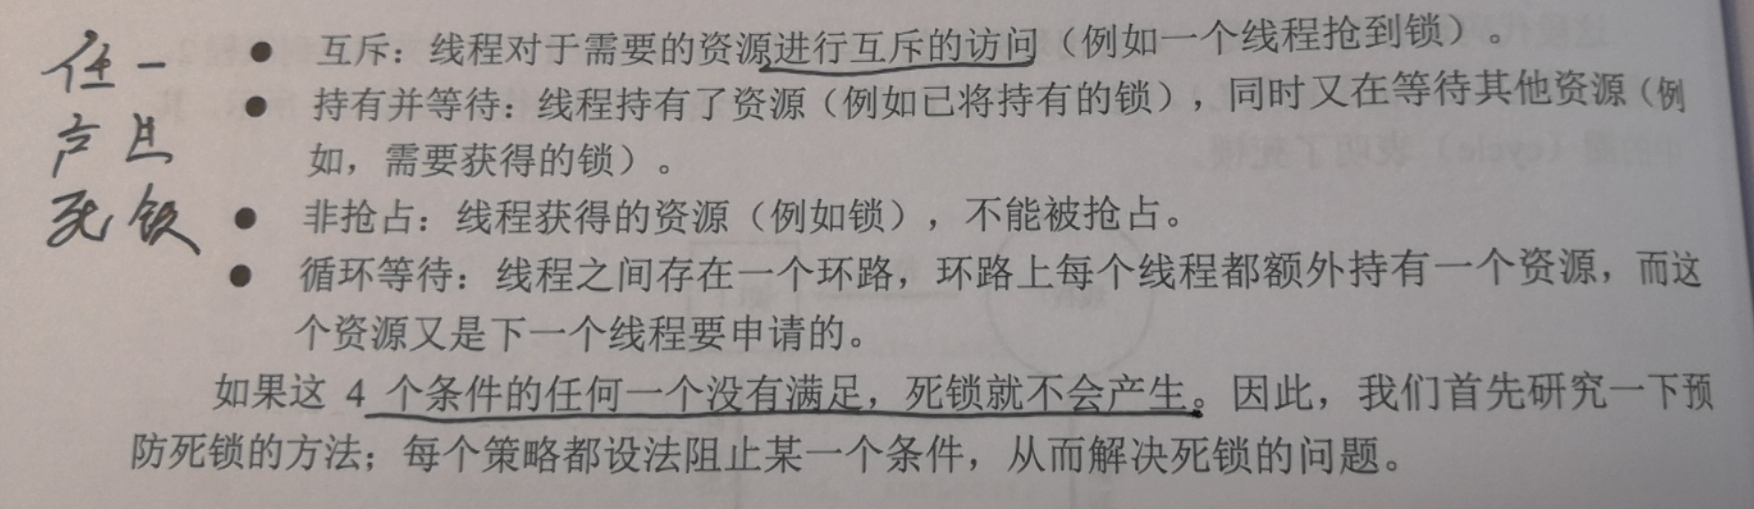 任一
产生
死锁
● 互斥：线程对于需要的资源进行互斥的访问（例如一个线程抢到锁）。
● 持有并等待：线程持有了资源（例如已将持有的锁），同时又在等待其他资源（例
如，需要获得的锁）。
● 非抢占：线程获得的资源（例如锁），不能被抢占。
● 循环等待：线程之间存在一个环路，环路上每个线程都额外持有一个资源，而这
个资源又是下一个线程要申请的。
如果这 4 个条件的任何一个没有满足，死锁就不会产生。因此，我们首先研究一下预
防死锁的方法；每个策略都设法阻止某一个条件，从而解决死锁的问题。